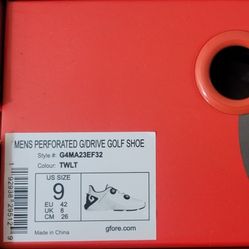 MENS PERFORATED G/DRIVE GOLF SHOE
Style #: G4MA23EF32
Colour: TWLT
US SIZE
9
EU 42
UK 8
CM 26
Made in China
gfore.com